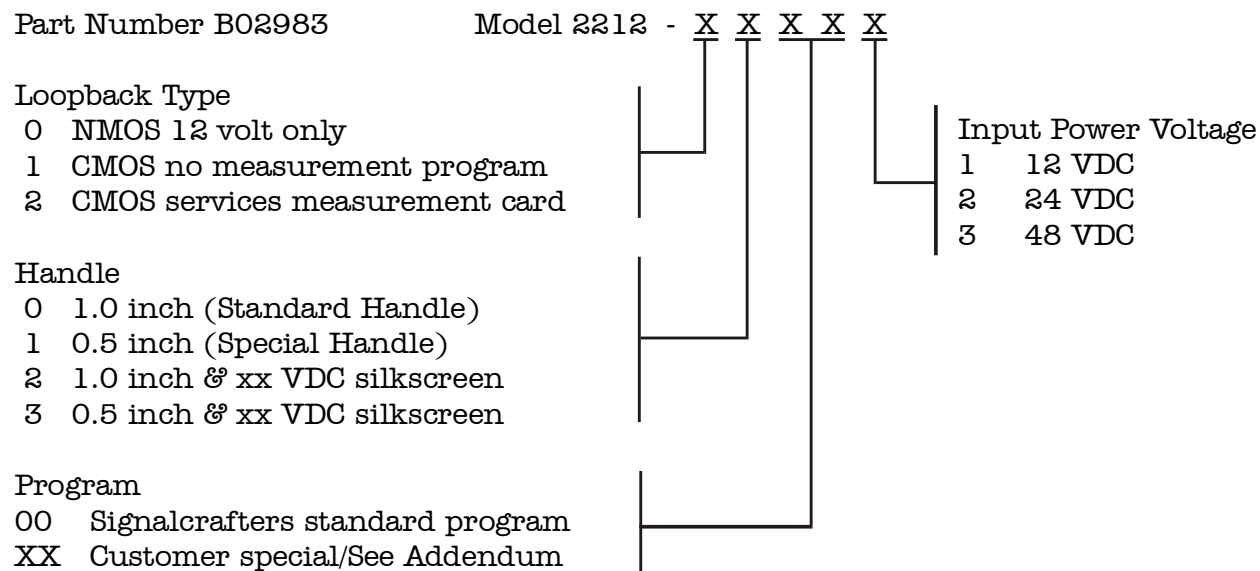 Part Number B02983 Model 2212 - X X X X X
Loopback Type
0 NMOS 12 volt only
1 CMOS no measurement program
2 CMOS services measurement card
Input Power Voltage
1 12 VDC
2 24 VDC
3 48 VDC
Handle
0 1.0 inch (Standard Handle)
1 0.5 inch (Special Handle)
2 1.0 inch & xx VDC silkscreen
3 0.5 inch & xx VDC silkscreen
Program
00 Signalcrafters standard program
XX Customer special/See Addendum